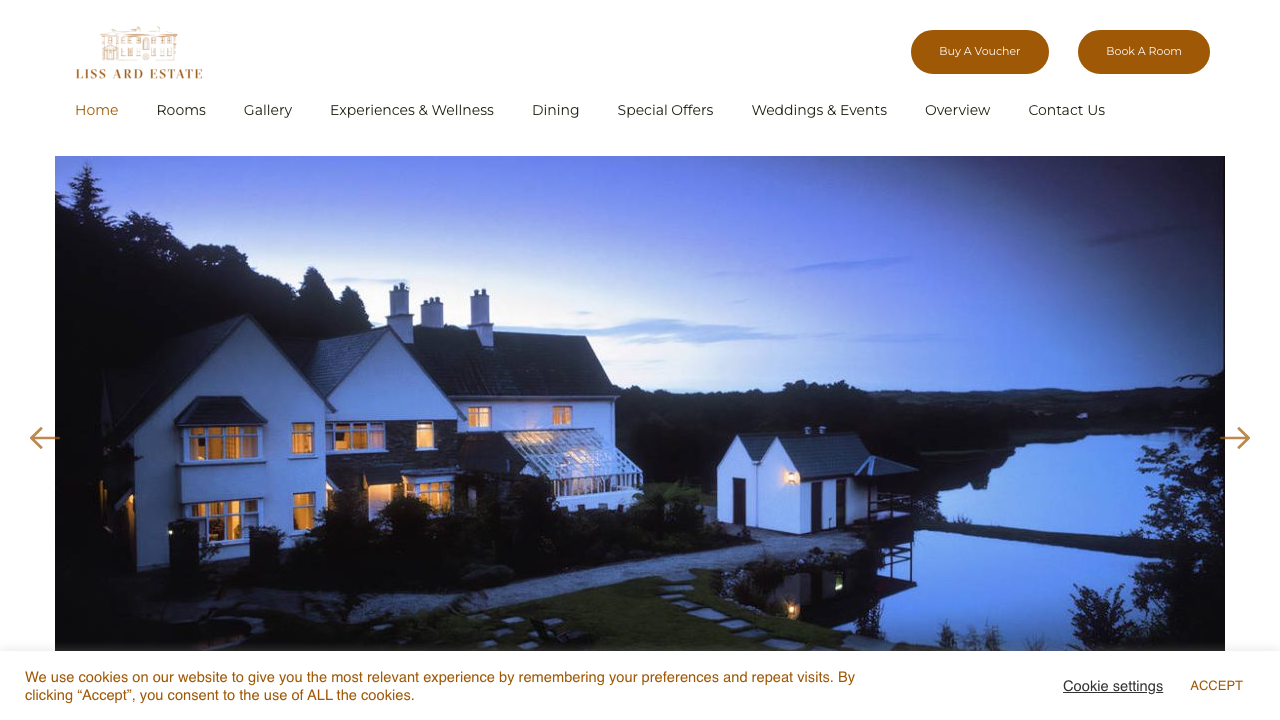 LISS ARD ESTATE
Buy A Voucher
Book A Room
Home
Rooms
Gallery
Experiences & Wellness
Dining
Special Offers
Weddings & Events
Overview
Contact Us
We use cookies on our website to give you the most relevant experience by remembering your preferences and repeat visits. By
clicking “Accept”, you consent to the use of ALL the cookies.
Cookie settings
ACCEPT